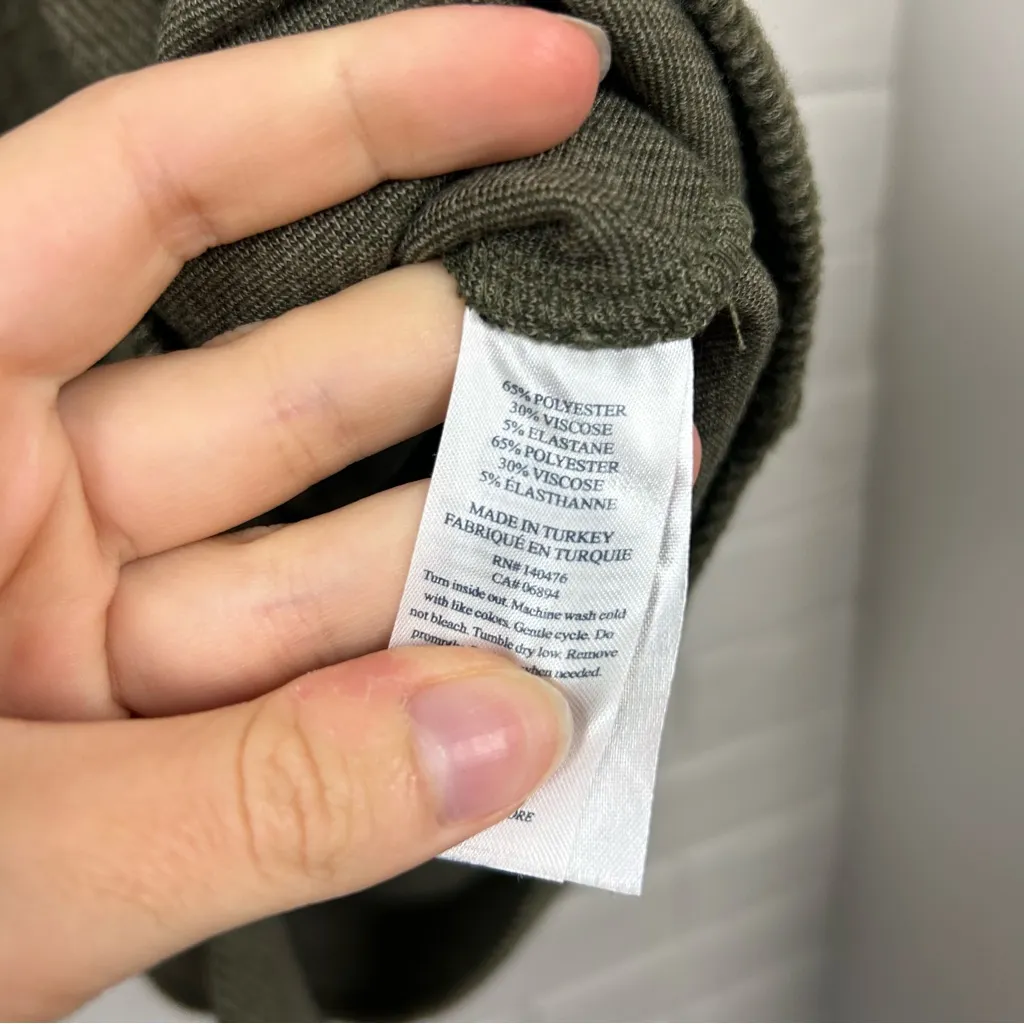 65% POLYESTER
30% VISCOSE
5% ELASTANE
65% POLYESTER
30% VISCOSE
5% ÉLASTHANNE
MADE IN TURKEY
FABRIQUÉ EN TURQUIE
RN# 140476
CA# 06894
Turn inside out. Machine wash cold
with like colors. Gentle cycle. Do
not bleach. Tumble dry low. Remove
when needed.